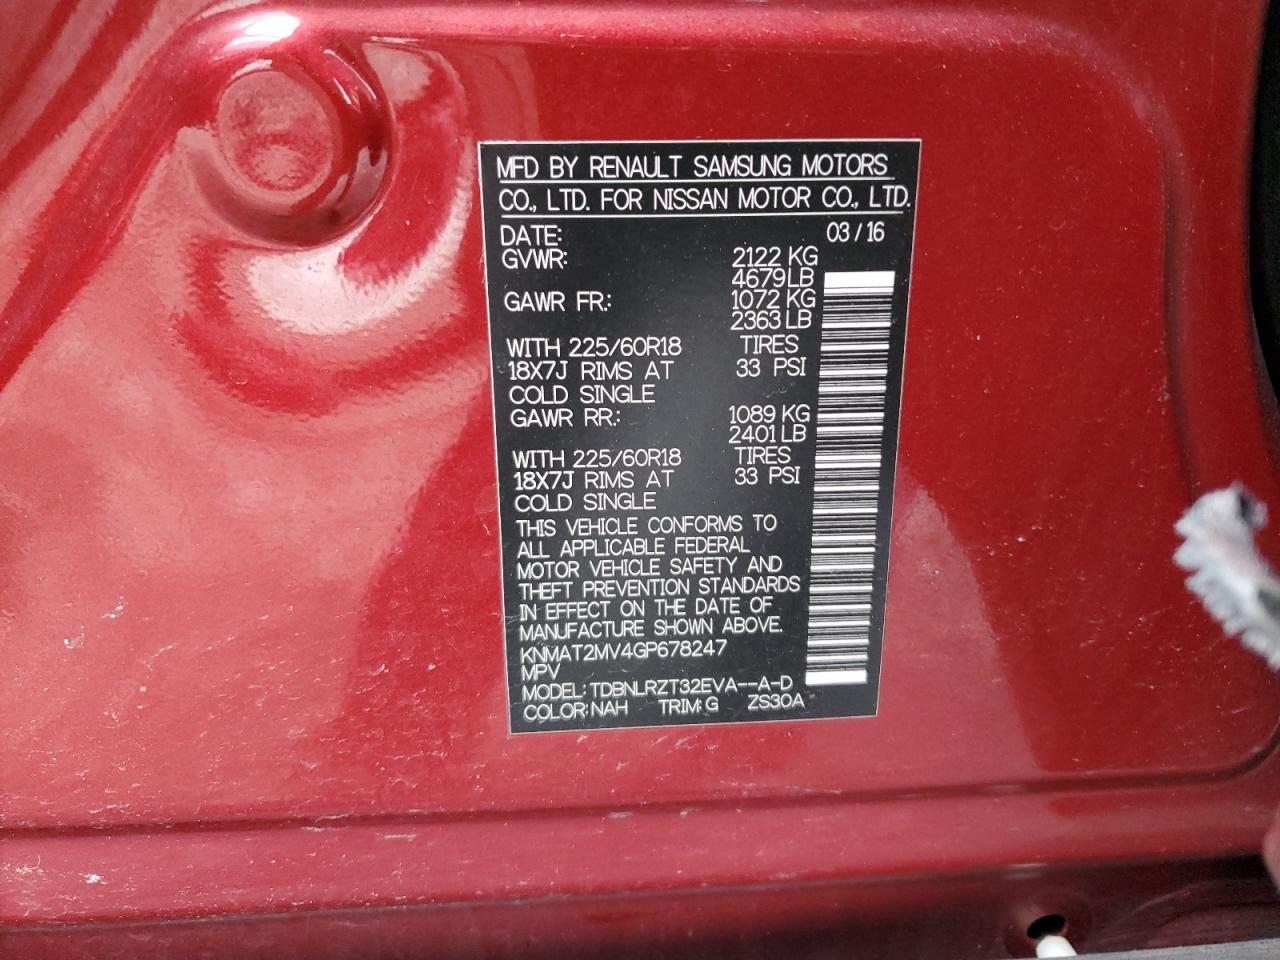 MFD BY RENAULT SAMSUNG MOTORS
CO., LTD. FOR NISSAN MOTOR CO., LTD.
DATE: 03 / 16
GVWR: 2122 KG
4679 LB
GAWR FR.: 1072 KG
2363 LB
WITH 225/60R18 TIRES
18X7J RIMS AT 33 PSI
COLD SINGLE
GAWR RR.: 1089 KG
2401 LB
WITH 225/60R18 TIRES
18X7J RIMS AT 33 PSI
COLD SINGLE
THIS VEHICLE CONFORMS TO
ALL APPLICABLE FEDERAL
MOTOR VEHICLE SAFETY AND
THEFT PREVENTION STANDARDS
IN EFFECT ON THE DATE OF
MANUFACTURE SHOWN ABOVE.
KNMAT2MV4GP678247
MPV
MODEL: TDBNLRZT32EVA--A-D
COLOR: NAH TRIM: G ZS30A